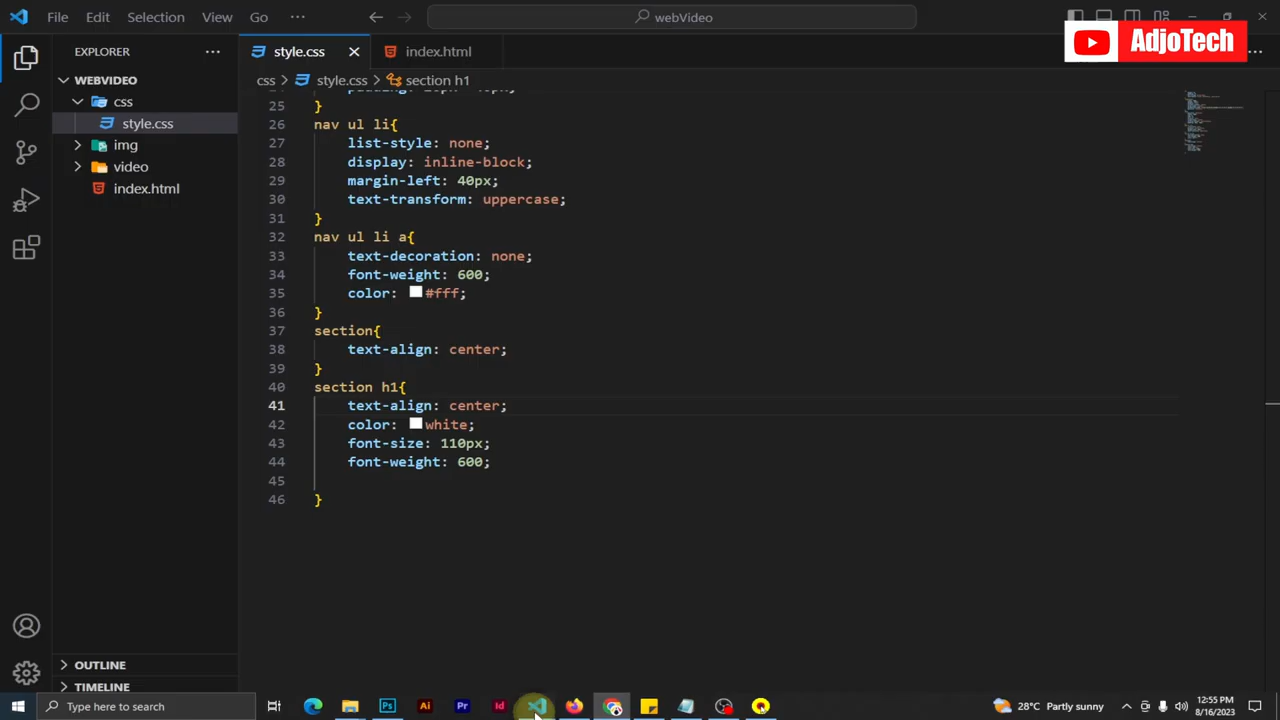 File Edit Selection View Go ··· webVideo
AdjoTech
EXPLORER ···
style.css
index.html
css > style.css > section h1
WEBVIDEO
css
style.css
img
video
index.html
25 }
26 nav ul li{
27 list-style: none;
28 display: inline-block;
29 margin-left: 40px;
30 text-transform: uppercase;
31 }
32 nav ul li a{
33 text-decoration: none;
34 font-weight: 600;
35 color: #fff;
36 }
37 section{
38 text-align: center;
39 }
40 section h1{
41 text-align: center;
42 color: white;
43 font-size: 110px;
44 font-weight: 600;
45
46 }
OUTLINE
TIMELINE
Type here to search
Ps
Ai
Pr
Id
28°C Partly sunny
12:55 PM
8/16/2023